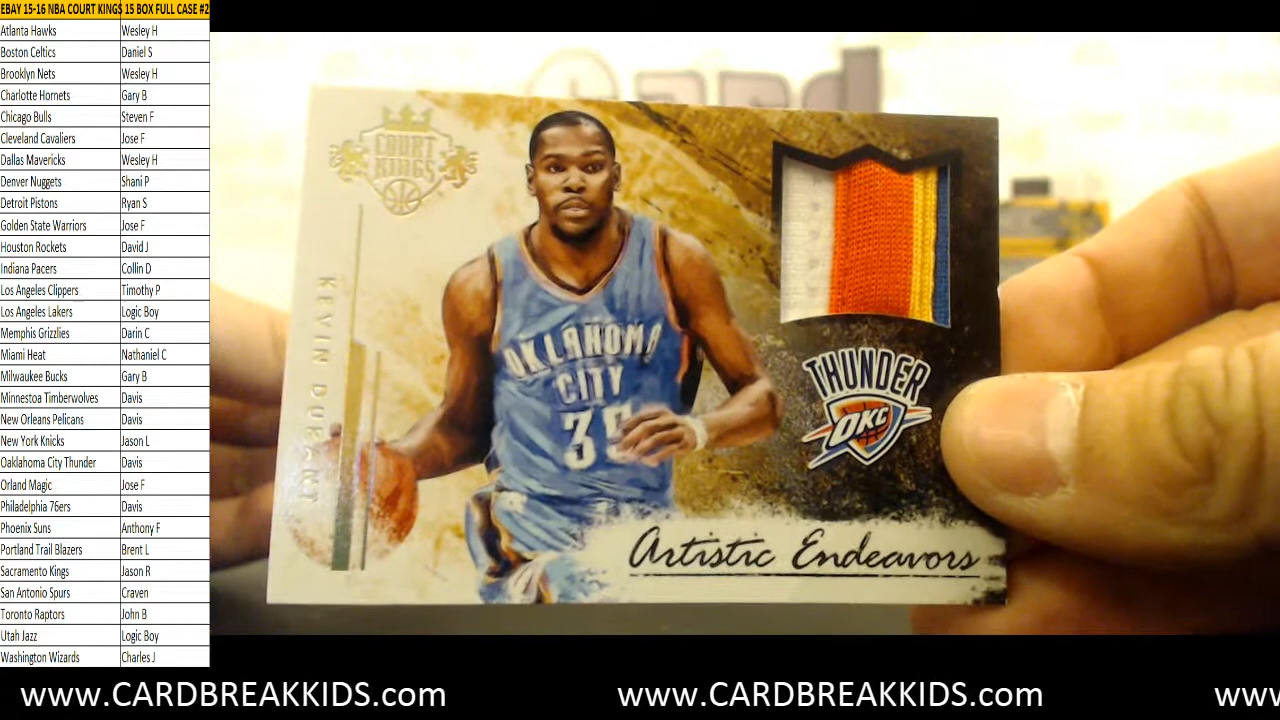 EBAY 15-16 NBA COURT KINGS 15 BOX FULL CASE #2
Atlanta Hawks Wesley H
Boston Celtics Daniel S
Brooklyn Nets Wesley H
Charlotte Hornets Gary B
Chicago Bulls Steven F
Cleveland Cavaliers Jose F
Dallas Mavericks Wesley H
Denver Nuggets Shani P
Detroit Pistons Ryan S
Golden State Warriors Jose F
Houston Rockets David J
Indiana Pacers Collin D
Los Angeles Clippers Timothy P
Los Angeles Lakers Logic Boy
Memphis Grizzlies Darin C
Miami Heat Nathaniel C
Milwaukee Bucks Gary B
Minnestoa Timberwolves Davis
New Orleans Pelicans Davis
New York Knicks Jason L
Oaklahoma City Thunder Davis
Orland Magic Jose F
Philadelphia 76ers Davis
Phoenix Suns Anthony F
Portland Trail Blazers Brent L
Sacramento Kings Jason R
San Antonio Spurs Craven
Toronto Raptors John B
Utah Jazz Logic Boy
Washington Wizards Charles J
card
COURT
KINGS
KEVIN DURANT
OKLAHOMA
CITY
35
THUNDER
OKC
Artistic Endeavors
www.CARDBREAKKIDS.com www.CARDBREAKKIDS.com ww